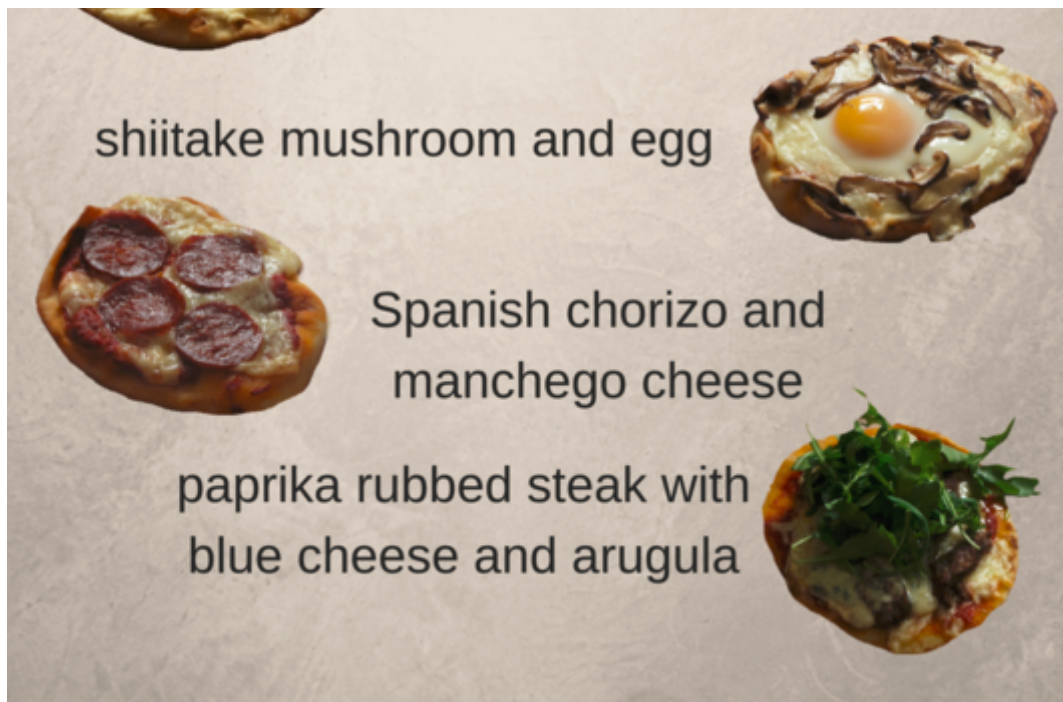 shiitake mushroom and egg
Spanish chorizo and
manchego cheese
paprika rubbed steak with
blue cheese and arugula